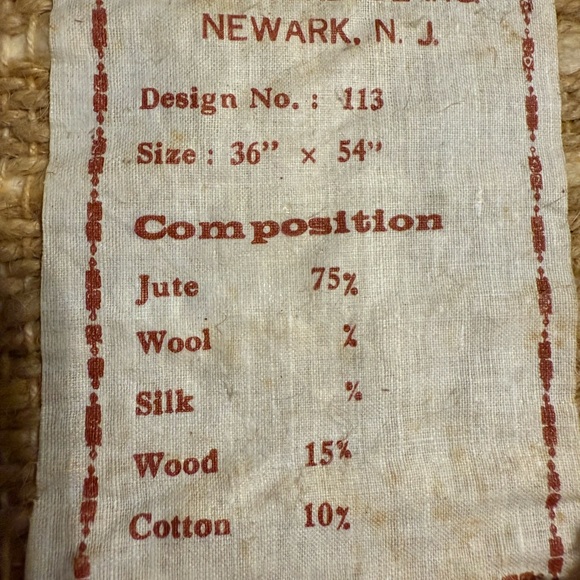 NEWARK, N. J.
Design No. : 113
Size : 36” × 54”
Composition
Jute 75%
Wool %
Silk %
Wood 15%
Cotton 10%